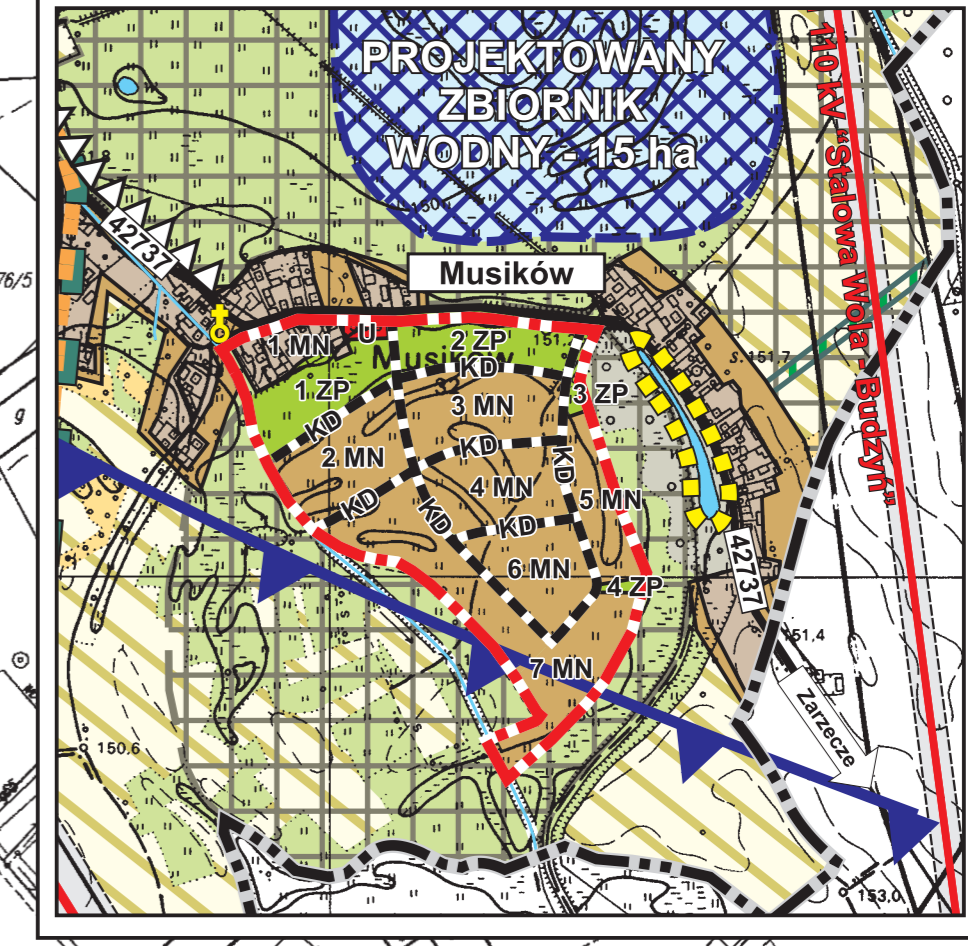 PROJEKTOWANY
ZBIORNIK
WODNY - 15 ha
110 kV "Stalowa Wola - Budzyń"
42737
76/5
Musików
1 MN
U
2 ZP
151.2
Musików
KD
1 ZP
3 ZP
3 MN
KD
s. 151.7
g
2 MN
KD
KD
4 MN
5 MN
KD
KD
KD
6 MN
4 ZP
42737
151.4
7 MN
Zarzecze
150.6
153.0